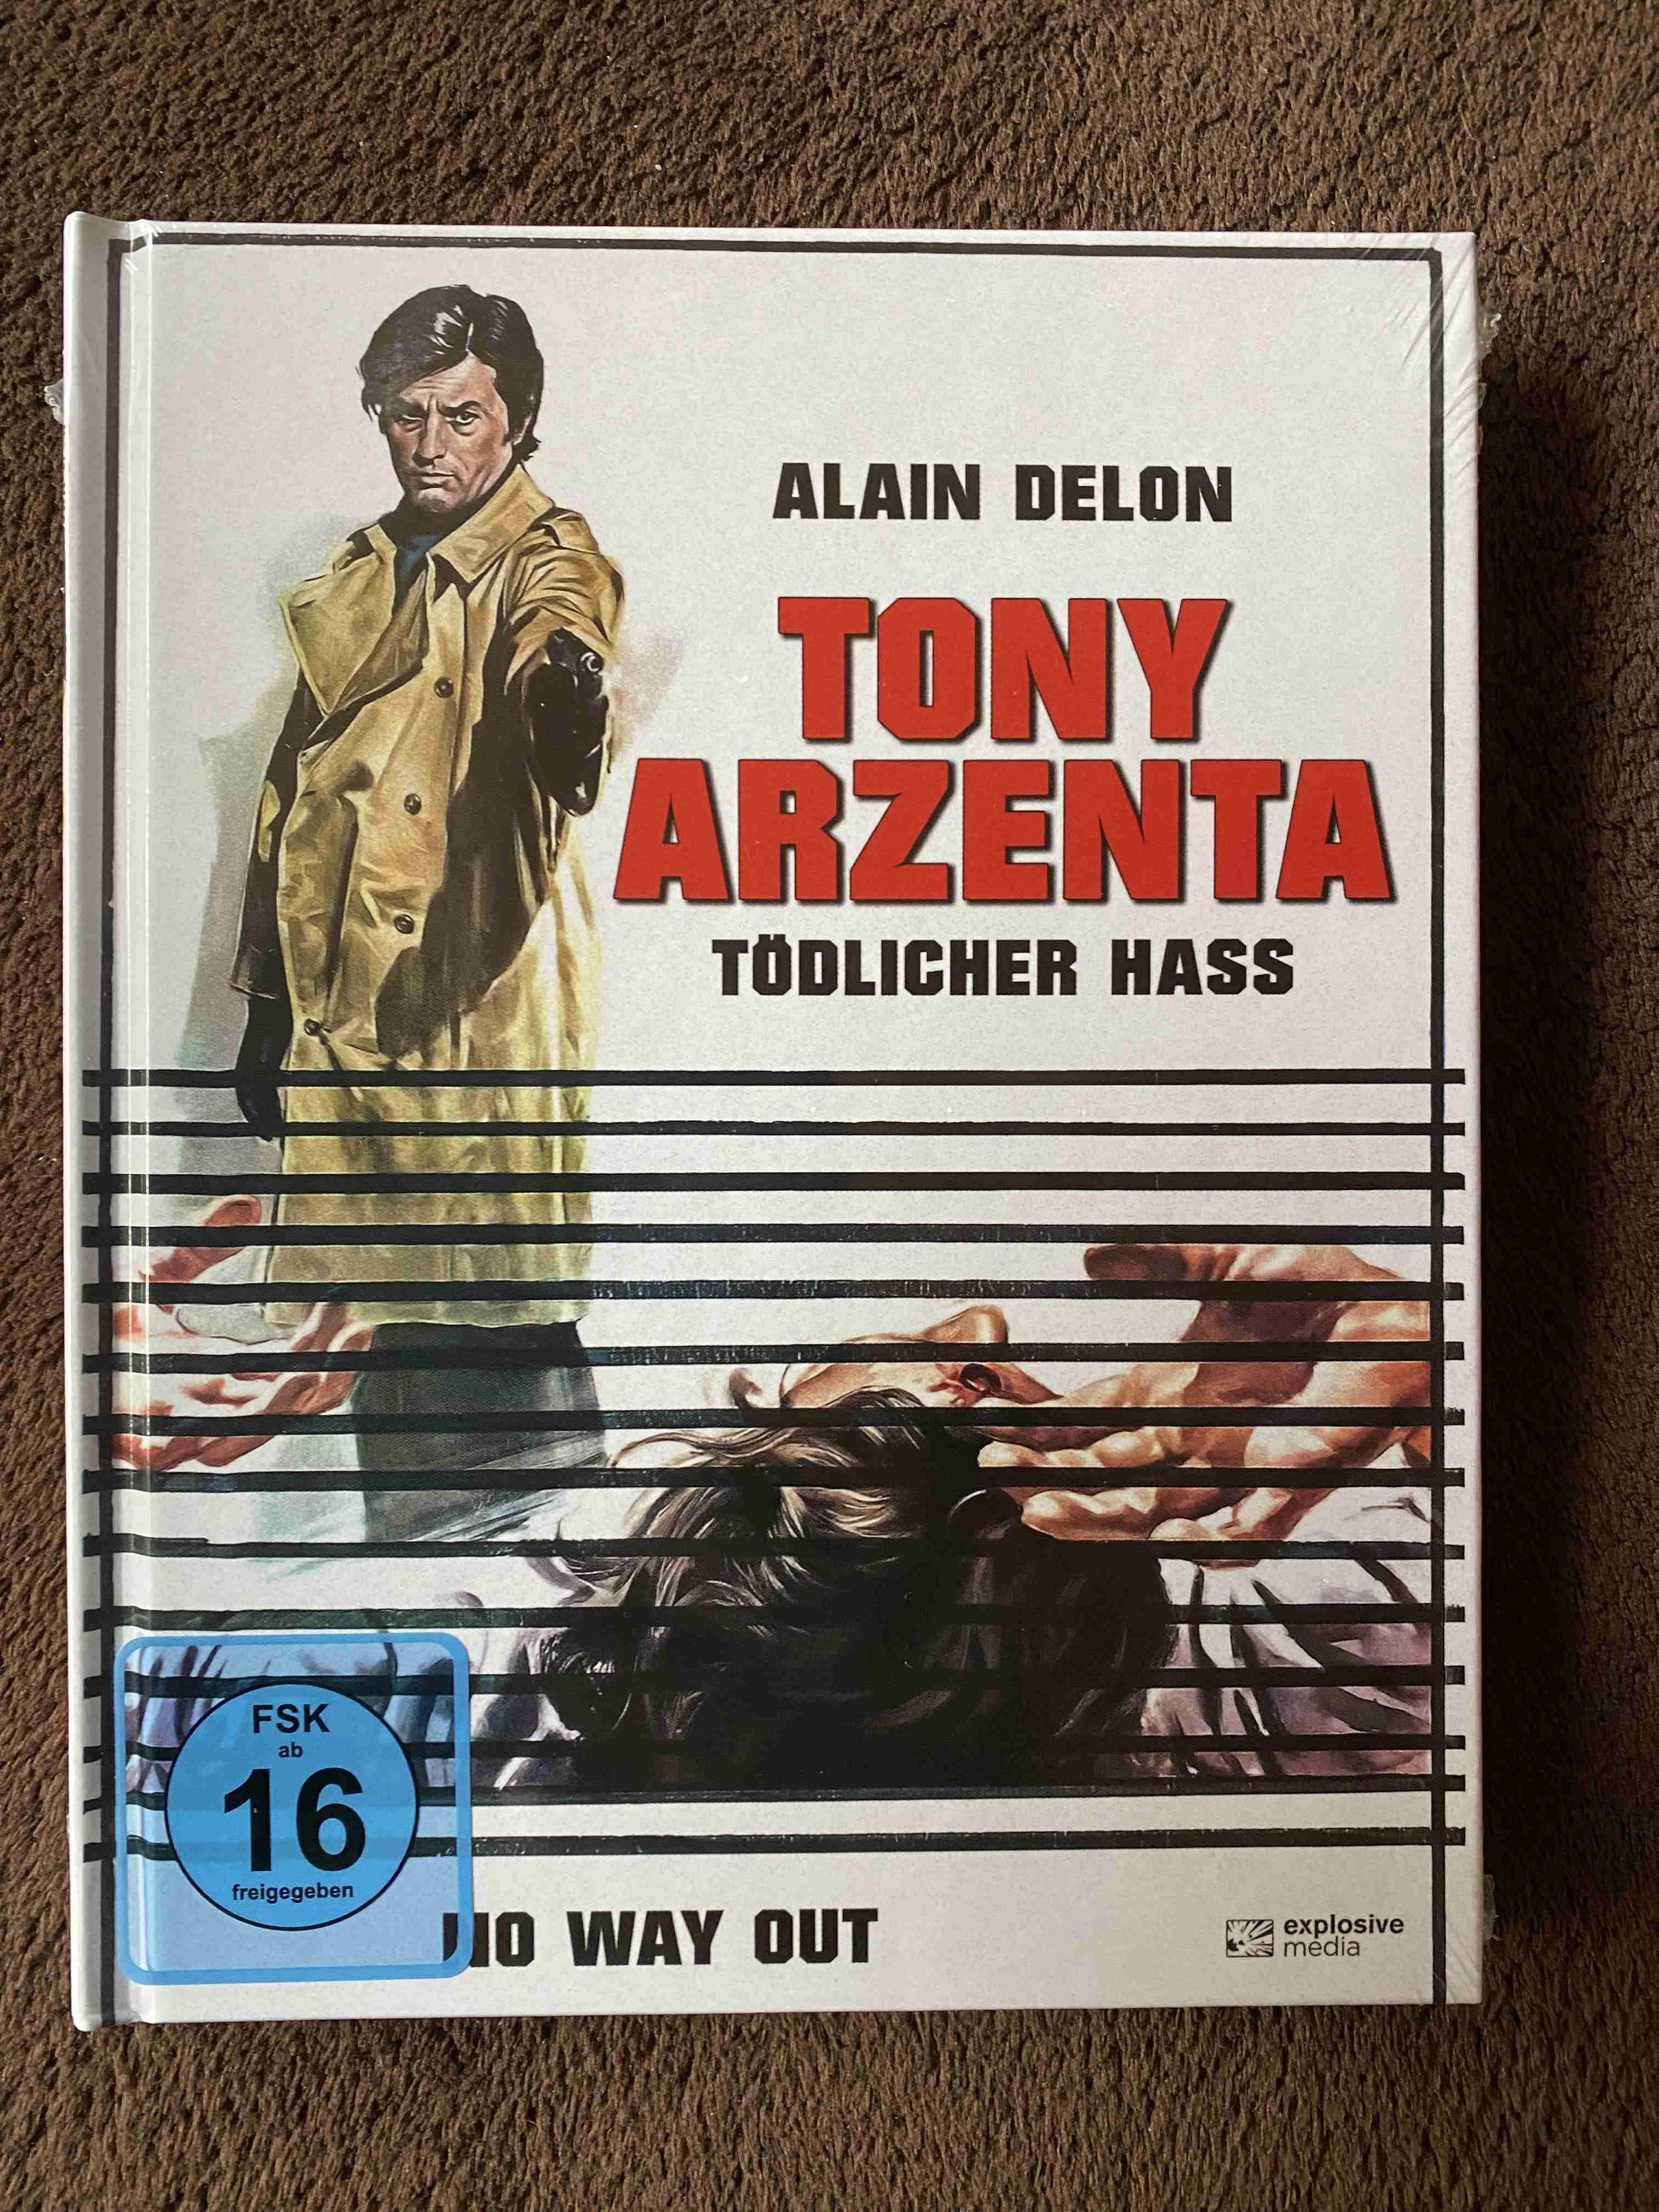 ALAIN DELON
TONY
ARZENTA
TÖDLICHER HASS
FSK
ab
16
freigegeben
NO WAY OUT
explosive
media